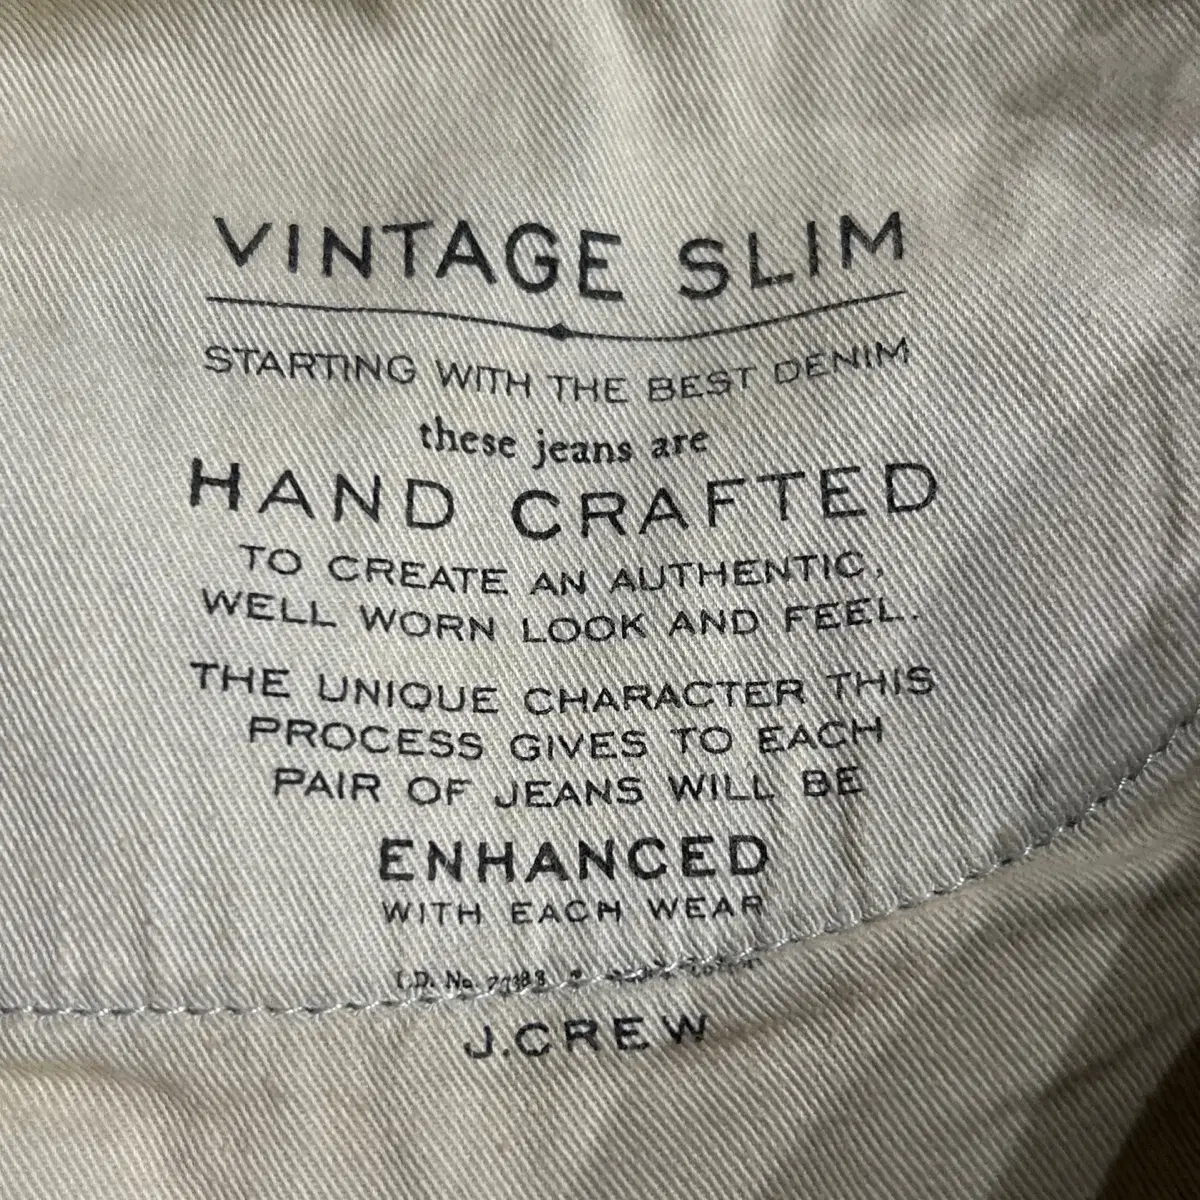 VINTAGE SLIM
STARTING WITH THE BEST DENIM
these jeans are
HAND CRAFTED
TO CREATE AN AUTHENTIC,
WELL WORN LOOK AND FEEL.
THE UNIQUE CHARACTER THIS
PROCESS GIVES TO EACH
PAIR OF JEANS WILL BE
ENHANCED
WITH EACH WEAR
I.D. No.
J.CREW